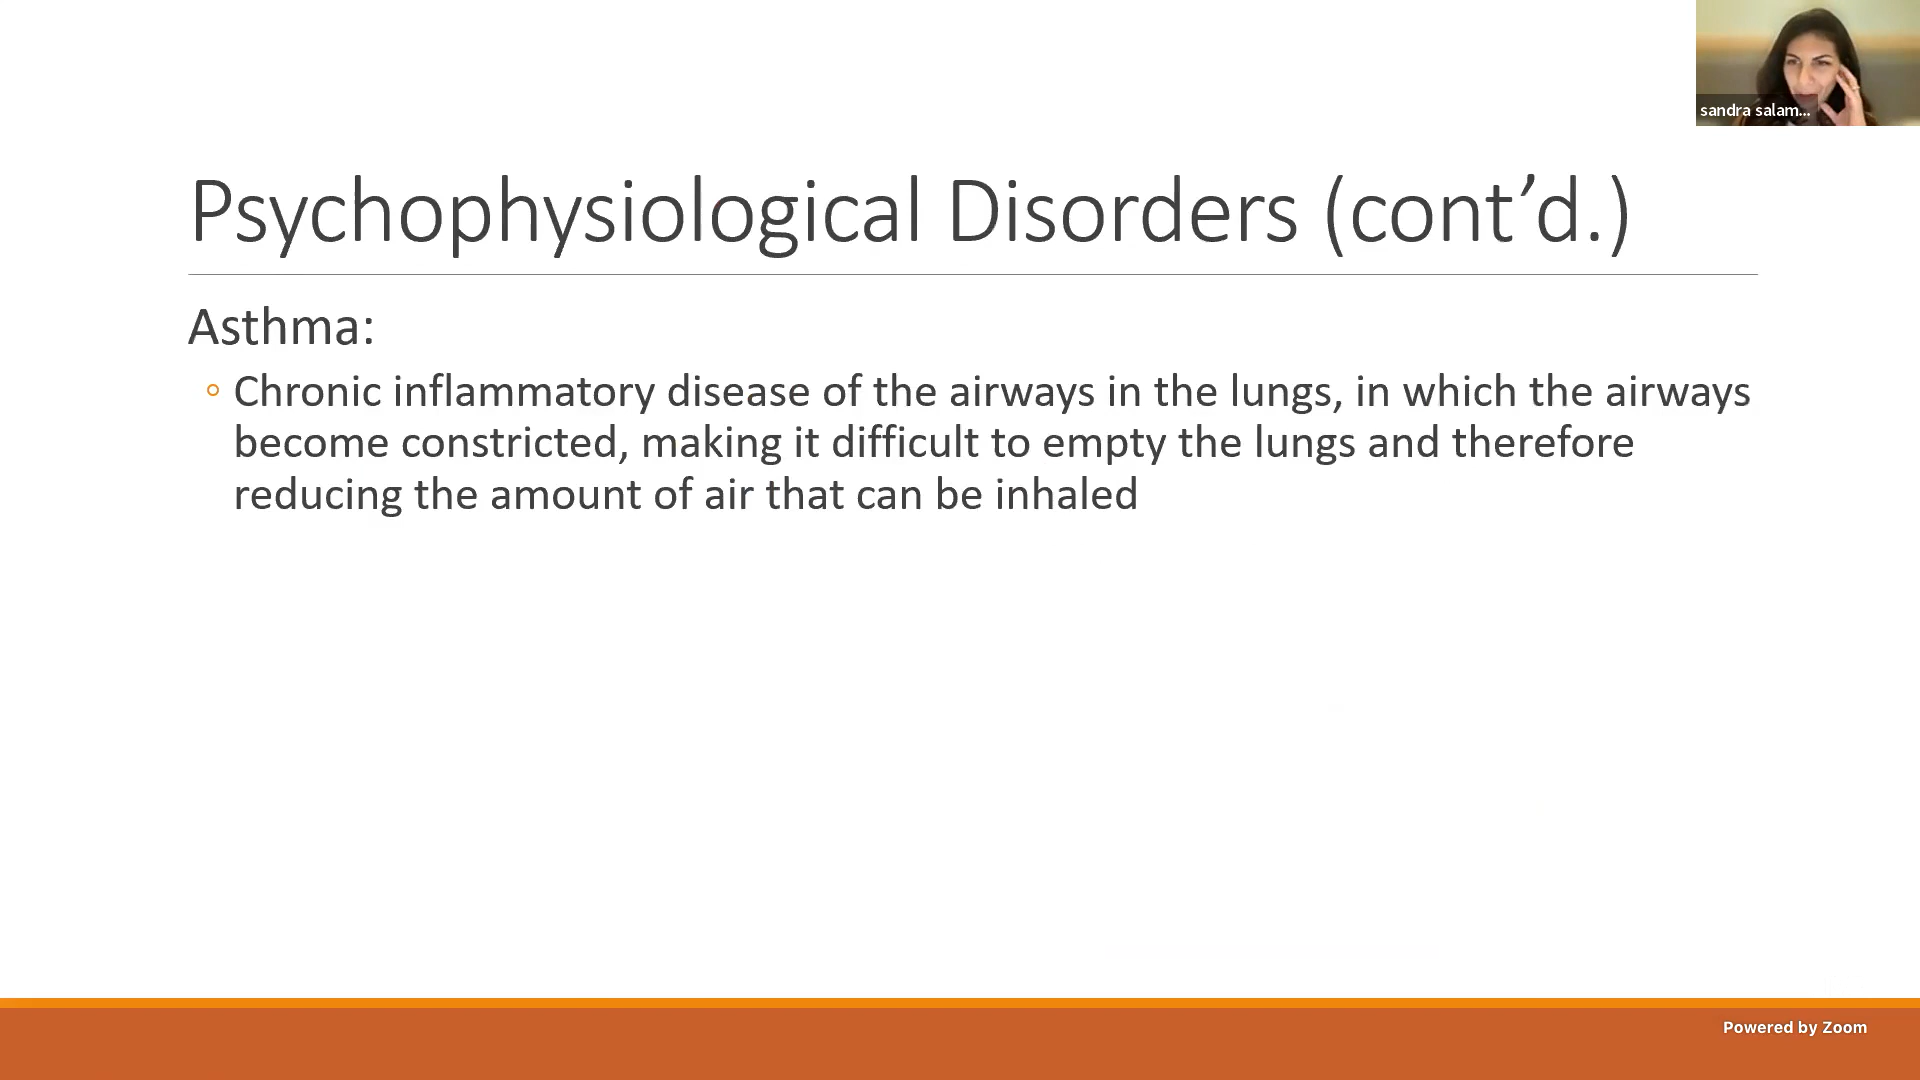 sandra salam...
Psychophysiological Disorders (cont’d.)
Asthma:
Chronic inflammatory disease of the airways in the lungs, in which the airways
become constricted, making it difficult to empty the lungs and therefore
reducing the amount of air that can be inhaled
Powered by Zoom